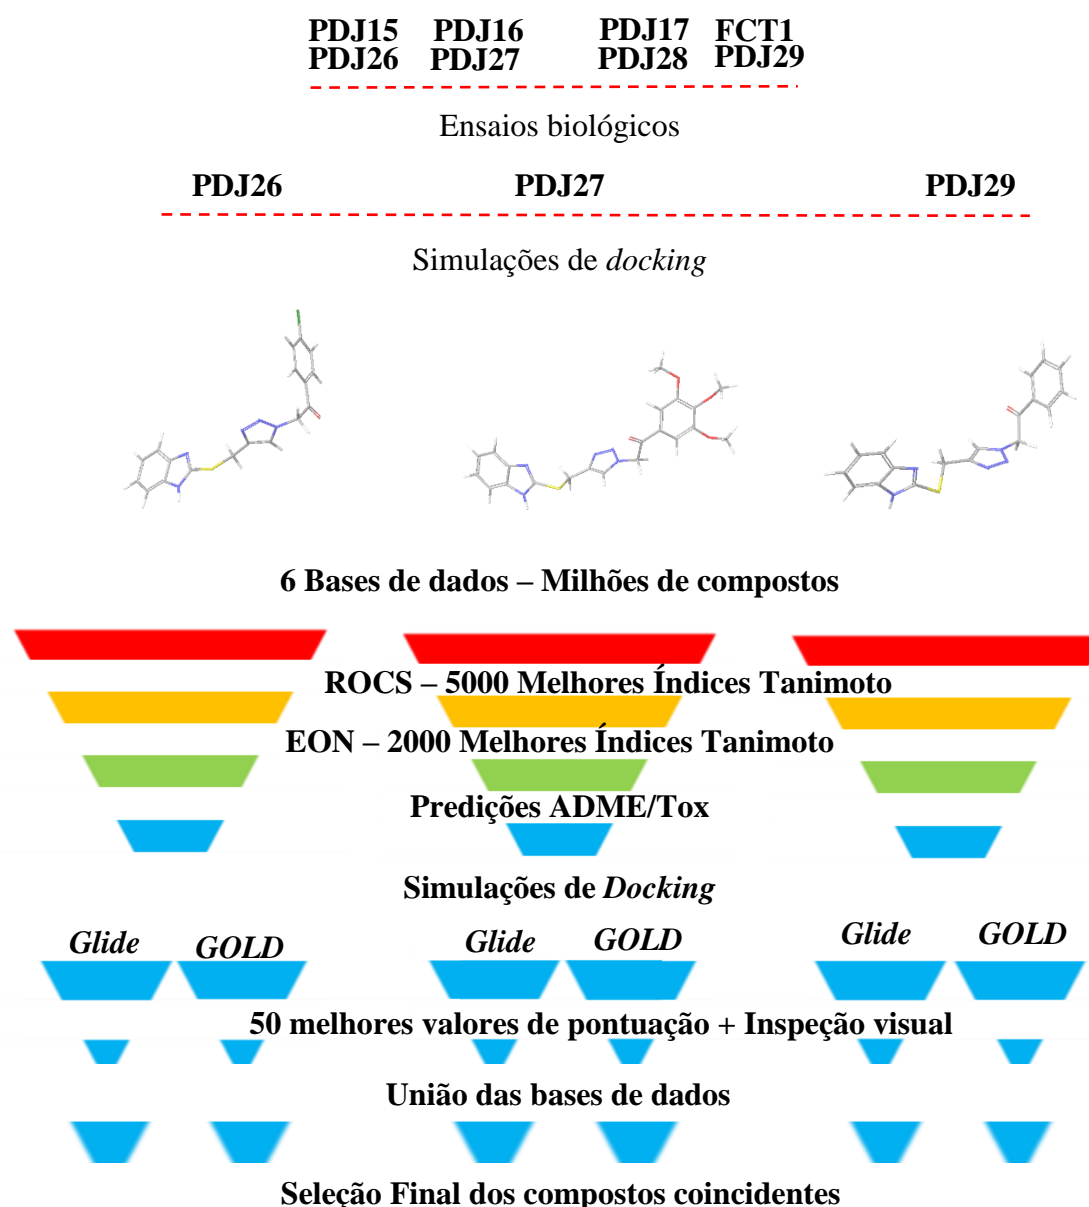 PDJ15 PDJ16 PDJ17 FCT1
PDJ26 PDJ27 PDJ28 PDJ29
Ensaios biológicos
PDJ26 PDJ27 PDJ29
Simulações de docking
6 Bases de dados – Milhões de compostos
ROCS – 5000 Melhores Índices Tanimoto
EON – 2000 Melhores Índices Tanimoto
Predições ADME/Tox
Simulações de Docking
Glide GOLD Glide GOLD Glide GOLD
50 melhores valores de pontuação + Inspeção visual
União das bases de dados
Seleção Final dos compostos coincidentes